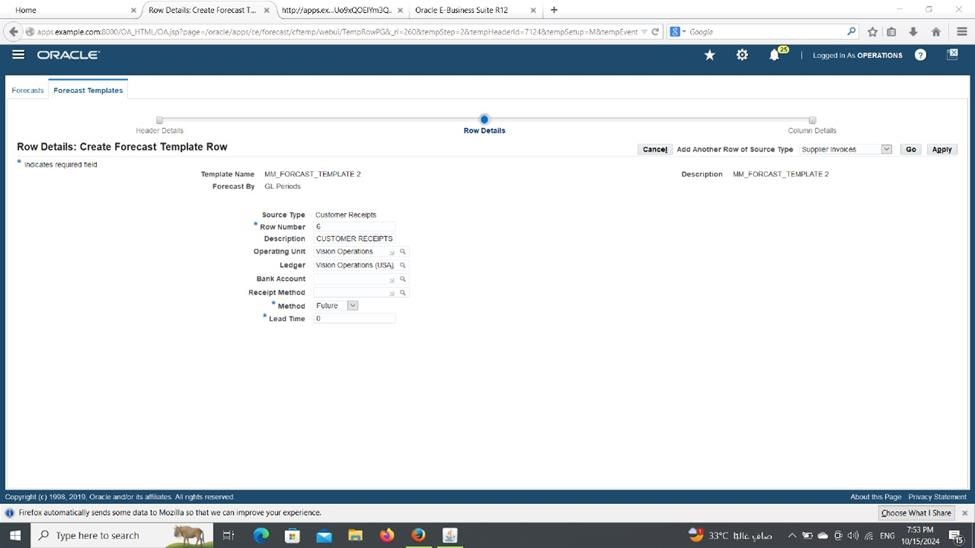 Home
Row Details: Create Forecast T...
http://apps.ex...Uo9xQOEIYm3Q...
Oracle E-Business Suite R12
apps.example.com:8000/OA_HTML/OA.jsp?page=/oracle/apps/ce/forecast/cftemp/webui/TempRowPG&_ri=260&tempStep=2&tempHeaderId=7124&tempSetup=M&tempEvent
Google
ORACLE
25
Logged In As OPERATIONS
Forecasts
Forecast Templates
Header Details
Row Details
Column Details
Row Details: Create Forecast Template Row
Cancel
Add Another Row of Source Type
Supplier Invoices
Go
Apply
* Indicates required field
Template Name MM_FORCAST_TEMPLATE 2
Description MM_FORCAST_TEMPLATE 2
Forecast By GL Periods
Source Type Customer Receipts
* Row Number 6
Description CUSTOMER RECEIPTS
Operating Unit Vision Operations
Ledger Vision Operations (USA)
Bank Account
Receipt Method
* Method Future
* Lead Time 0
Copyright (c) 1998, 2019, Oracle and/or its affiliates. All rights reserved.
About this Page Privacy Statement
Firefox automatically sends some data to Mozilla so that we can improve your experience.
Choose What I Share
Type here to search
33°C
ENG
7:53 PM
10/15/2024
15